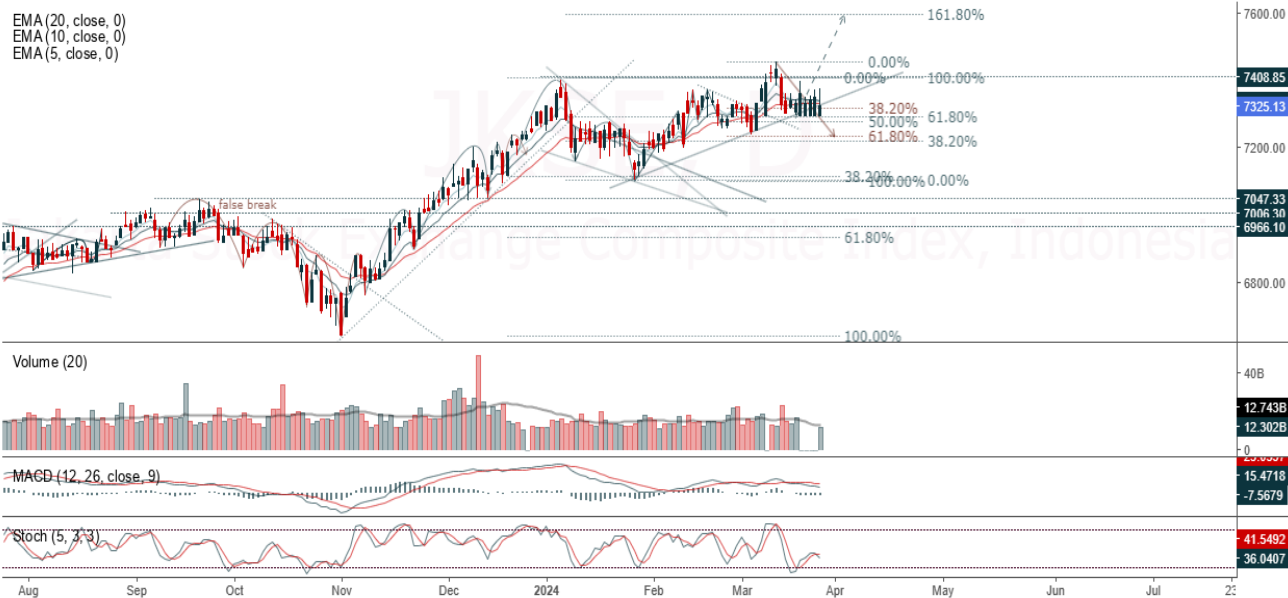 EMA (20, close, 0)
EMA (10, close, 0)
EMA (5, close, 0)
161.80%
7600.00
0.00%
0.00%
100.00%
7408.85
7325.13
38.20%
61.80%
50.00%
61.80%
38.20%
7200.00
38.20%
100.00%
0.00%
false break
7047.33
7006.30
6966.10
61.80%
Composite Index, Indonesia
6800.00
100.00%
Volume (20)
40B
12.743B
12.302B
0
MACD (12, 26, close, 9)
15.4718
-7.5679
Stoch (5, 3, 3)
41.5492
36.0407
Aug Sep Oct Nov Dec 2024 Feb Mar Apr May Jun Jul